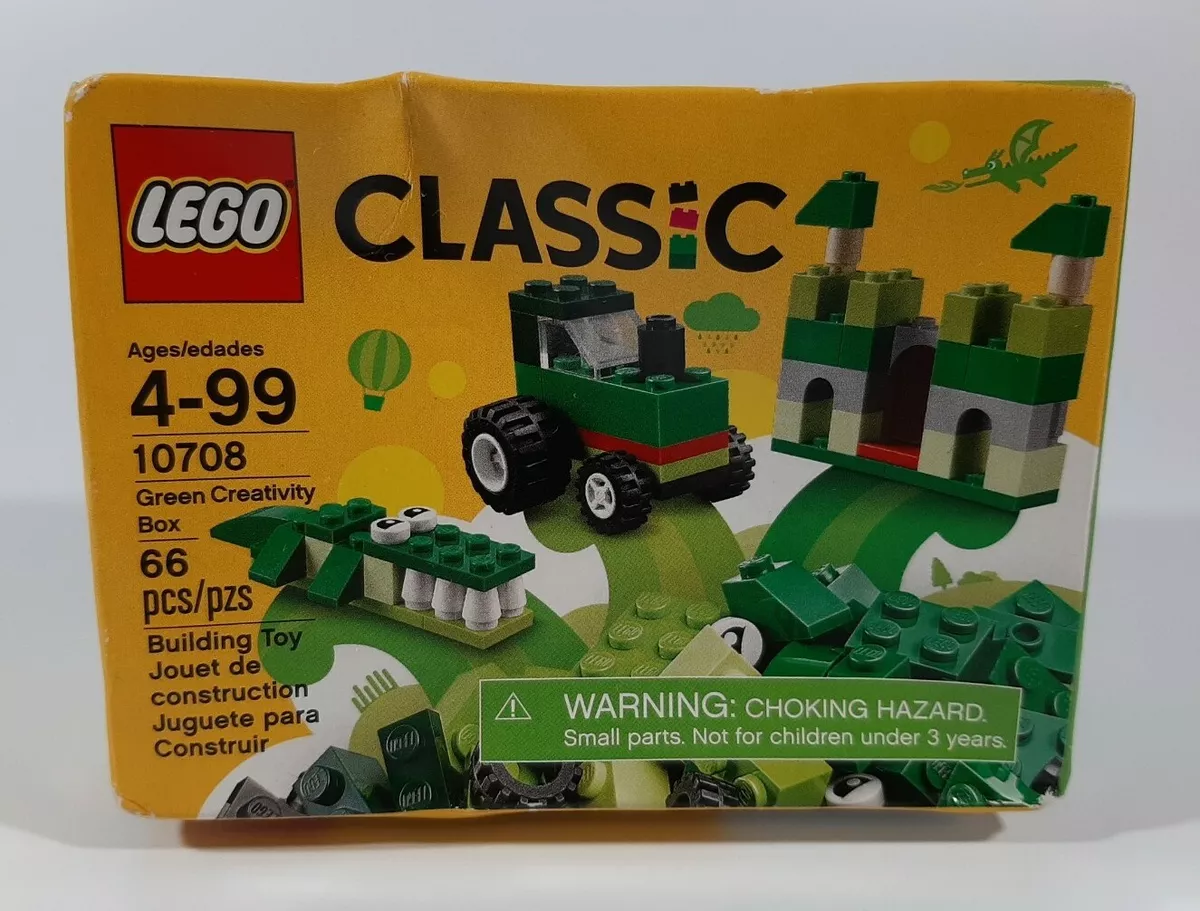 LEGO
CLASSiC
Ages/edades
4-99
10708
Green Creativity
Box
66
pcs/pzs
Building Toy
Jouet de
construction
Juguete para
Construir
WARNING: CHOKING HAZARD.
Small parts. Not for children under 3 years.